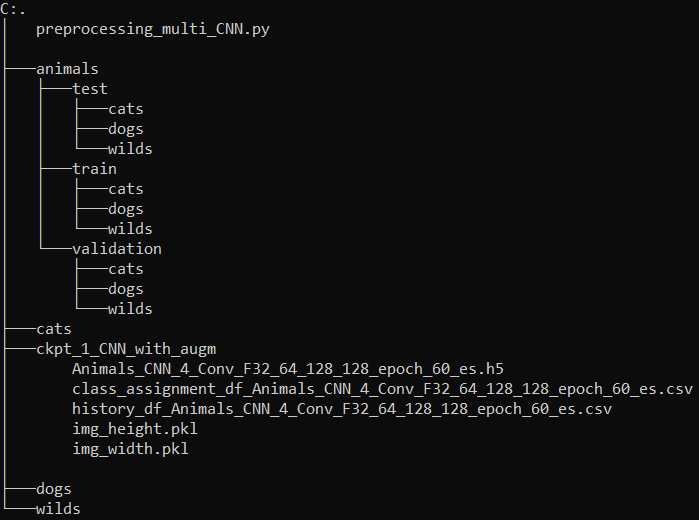 C:.
preprocessing_multi_CNN.py
animals
test
cats
dogs
wilds
train
cats
dogs
wilds
validation
cats
dogs
wilds
cats
ckpt_1_CNN_with_augm
Animals_CNN_4_Conv_F32_64_128_128_epoch_60_es.h5
class_assignment_df_Animals_CNN_4_Conv_F32_64_128_128_epoch_60_es.csv
history_df_Animals_CNN_4_Conv_F32_64_128_128_epoch_60_es.csv
img_height.pkl
img_width.pkl
dogs
wilds